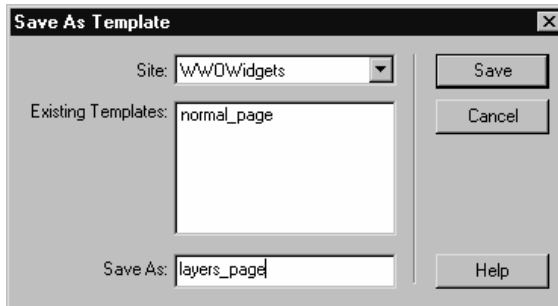 Save As Template
Site: WWOWidgets
Save
Existing Templates: normal_page
Cancel
Save As: layers_page
Help